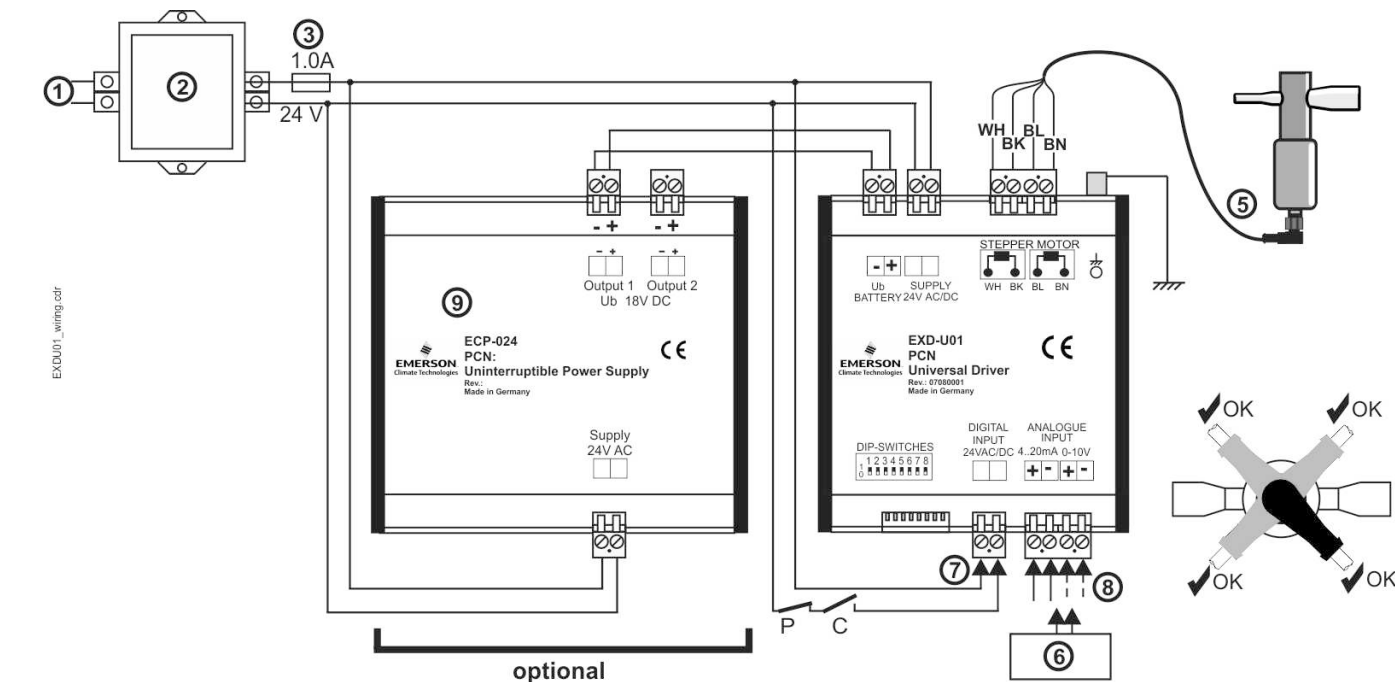 1
2
3
1.0A
24 V
EXDU01_wiring.cdr
- +
- +
- +
- +
Output 1
Output 2
Ub 18V DC
9
EMERSON
Climate Technologies
ECP-024
PCN:
Uninterruptible Power Supply
Rev.:
Made in Germany
CE
Supply
24V AC
optional
WH
BK
BL
BN
5
STEPPER MOTOR
WH BK BL BN
- +
Ub
BATTERY
SUPPLY
24V AC/DC
EMERSON
Climate Technologies
EXD-U01
PCN
Universal Driver
Rev.: 07080001
Made in Germany
CE
DIP-SWITCHES
1 2 3 4 5 6 7 8
1
0
DIGITAL
INPUT
24VAC/DC
ANALOGUE
INPUT
4..20mA 0-10V
+ - + -
7
8
P
C
6
OK
OK
OK
OK